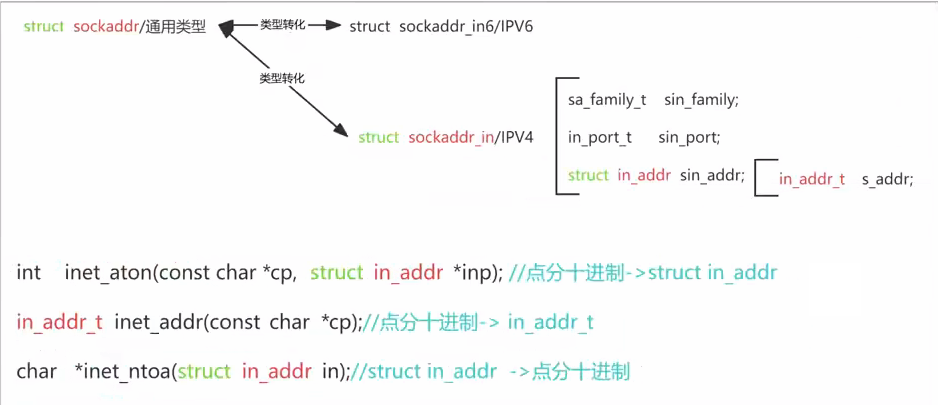 struct sockaddr/通用类型 类型转化 struct sockaddr_in6/IPV6
类型转化
sa_family_t sin_family;
struct sockaddr_in/IPV4 in_port_t sin_port;
struct in_addr sin_addr; in_addr_t s_addr;
int inet_aton(const char *cp, struct in_addr *inp); //点分十进制->struct in_addr
in_addr_t inet_addr(const char *cp);//点分十进制-> in_addr_t
char *inet_ntoa(struct in_addr in);//struct in_addr ->点分十进制